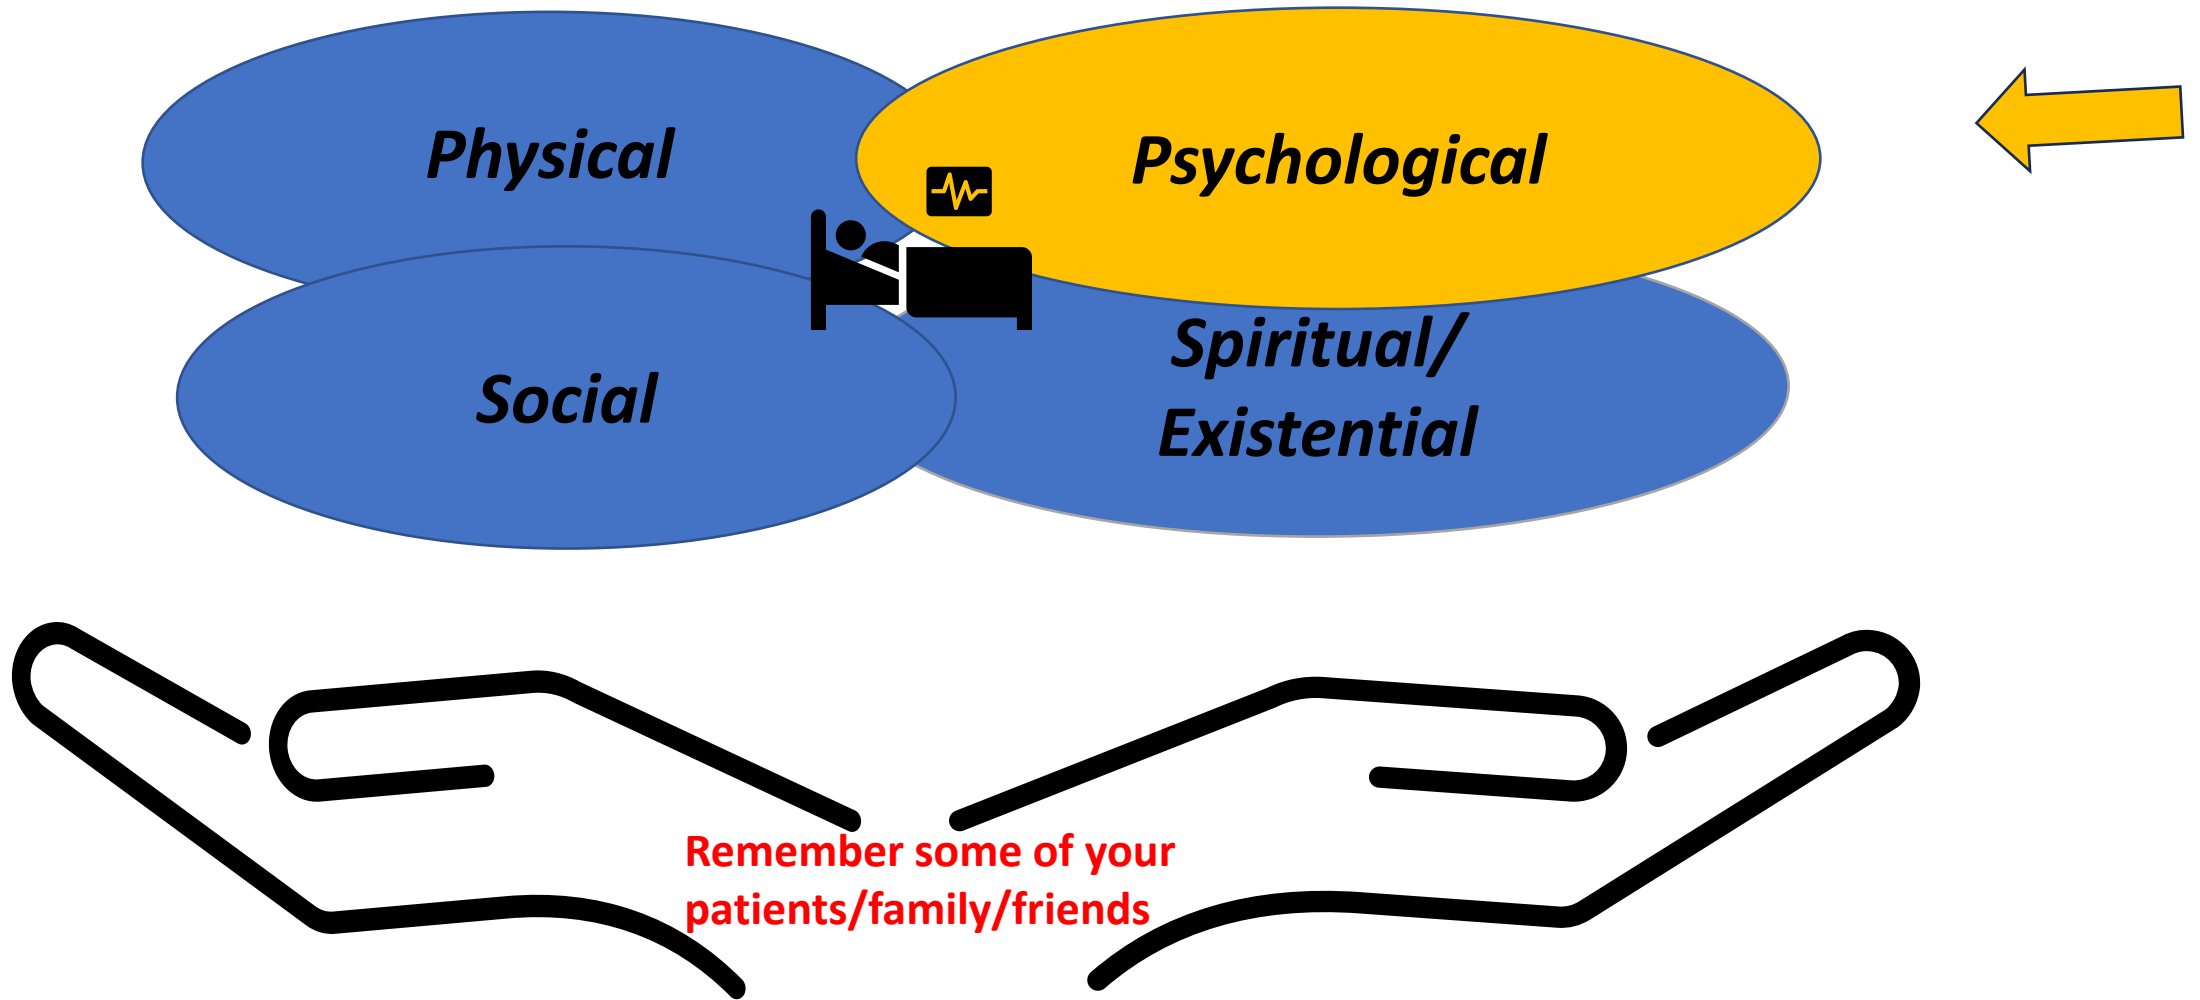 Physical
Psychological
Social
Spiritual/
Existential
Remember some of your
patients/family/friends